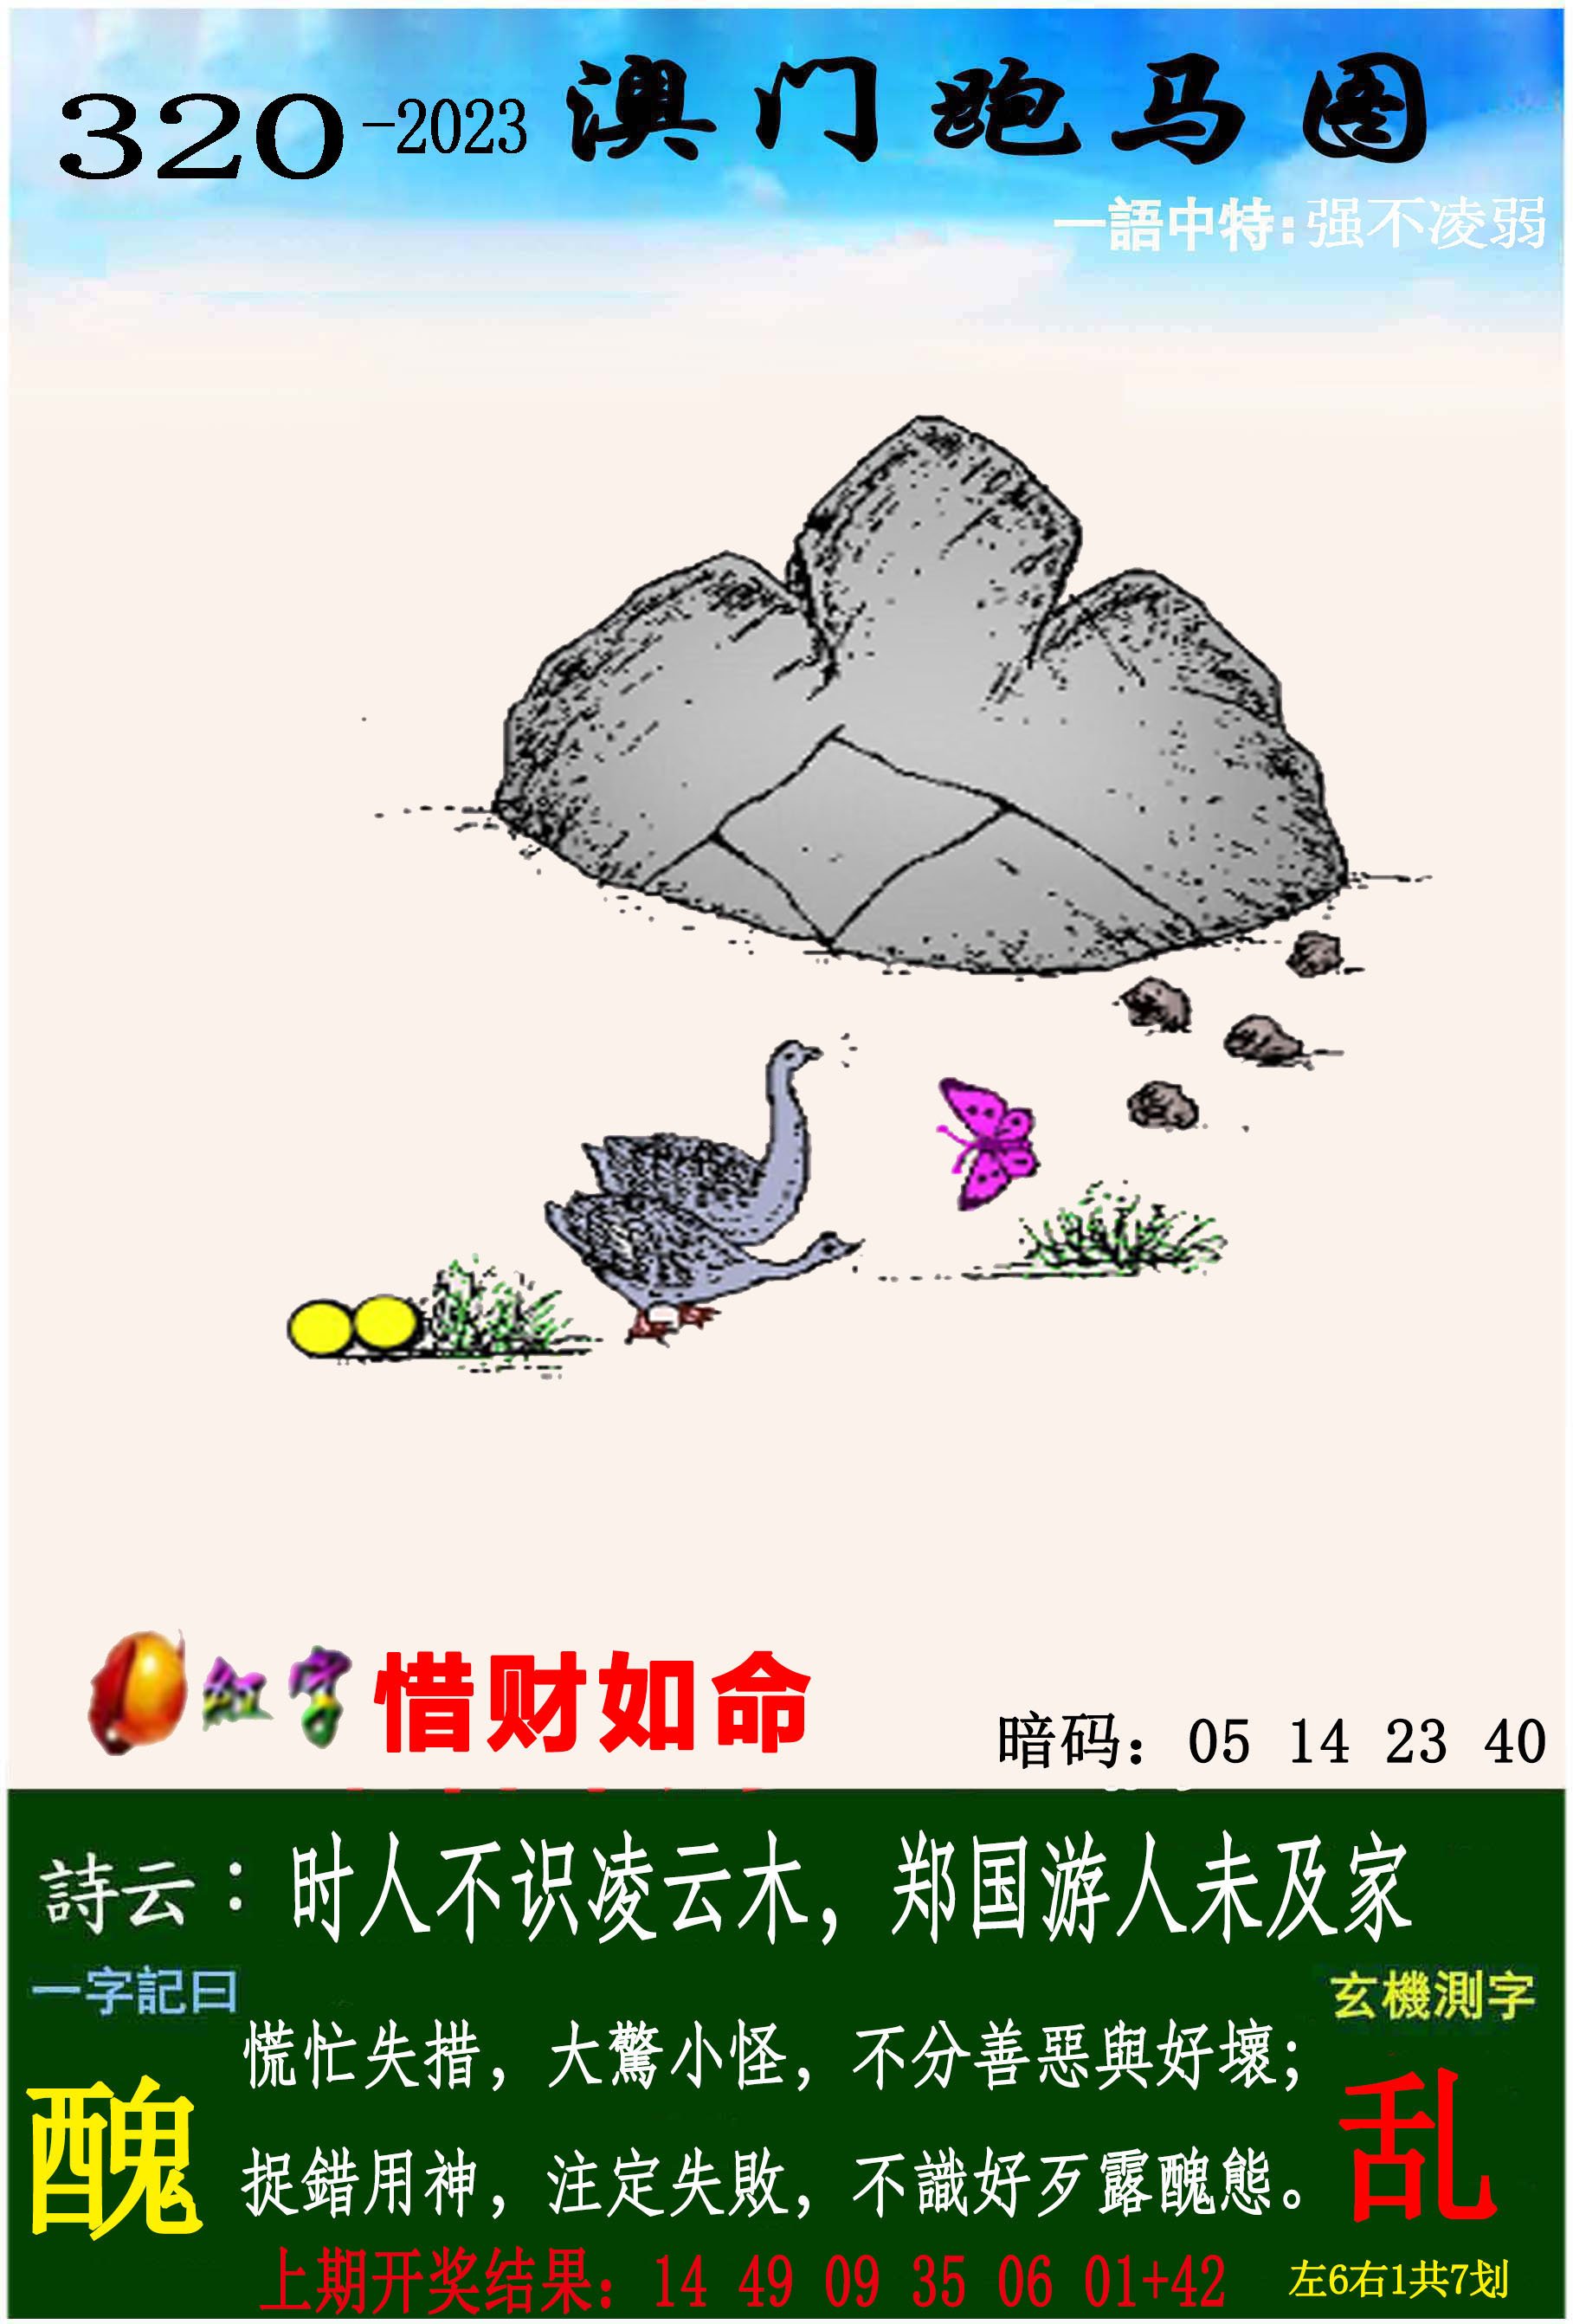 320-2023 澳门跑马图
一語中特:强不凌弱
红字 惜财如命
暗码：05 14 23 40
詩云：时人不识凌云木，郑国游人未及家
一字記曰
玄機測字
慌忙失措，大驚小怪，不分善惡與好壞；
醜
乱
捉錯用神，注定失敗，不識好歹露醜態。
上期开奖结果：14 49 09 35 06 01+42
左6右1共7划